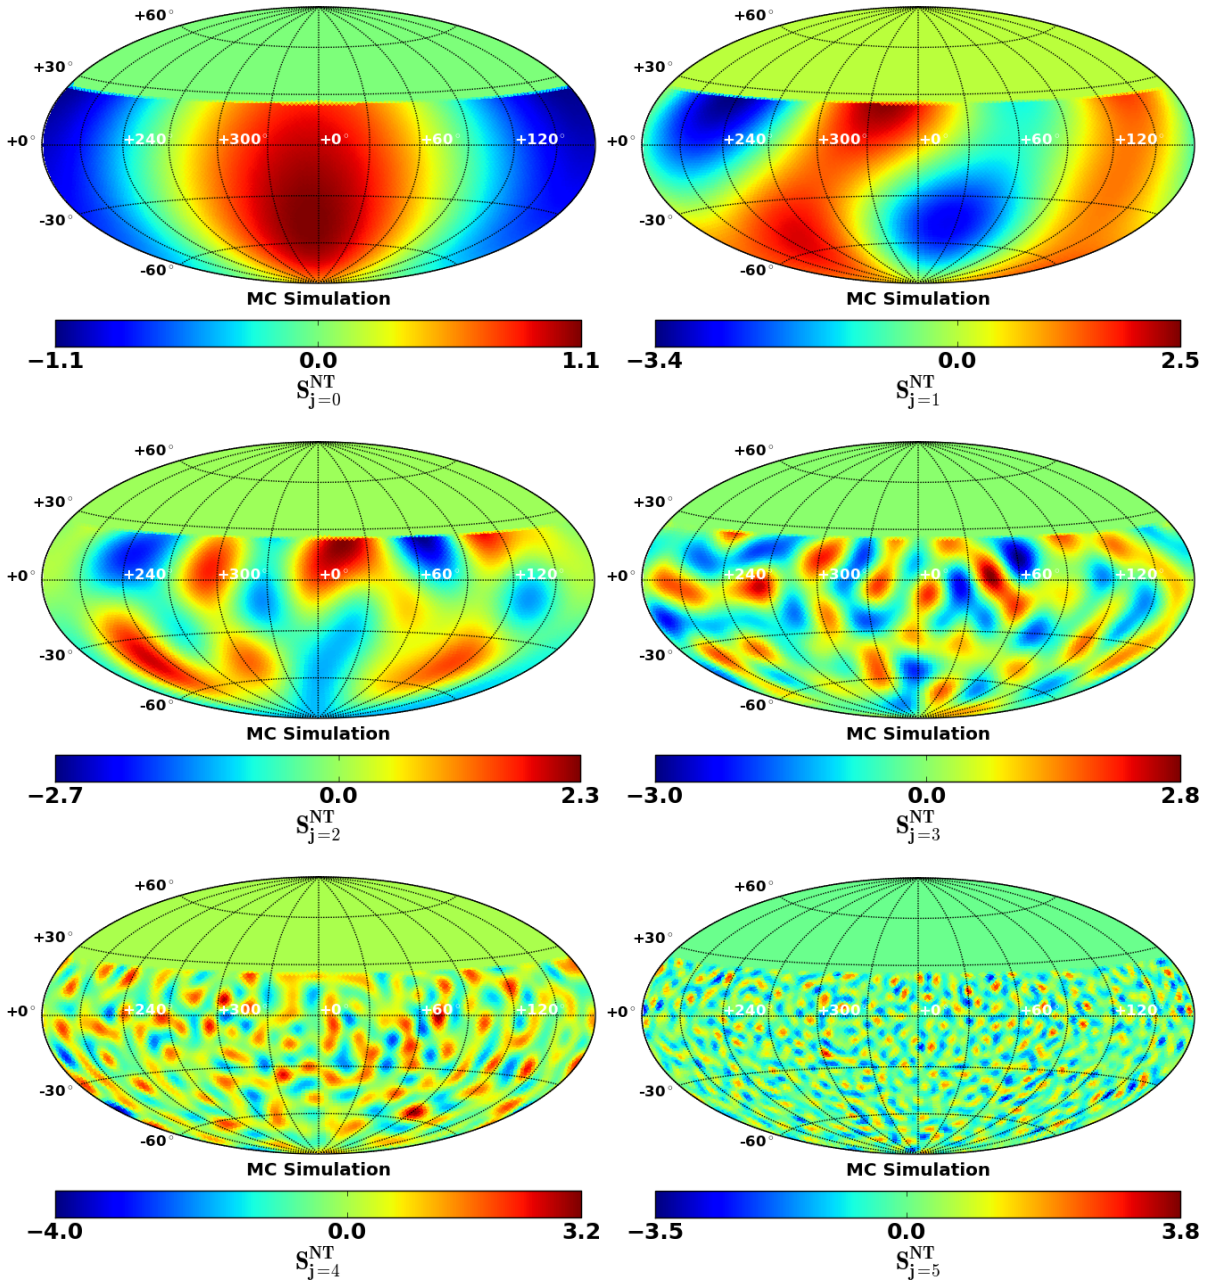 +60° +60°
+30° +30°
+0° +240 +300° +0° +60° +120° +0° +240 +300° +0° +60° +120°
-30° -30°
-60° -60°
MC Simulation MC Simulation
−1.1 0.0 1.1 −3.4 0.0 2.5
S^NT_j=0 S^NT_j=1
+60° +60°
+30° +30°
+0° +240 +300 +0° +60° +120° +0° +240 +300 +0° +60° +120°
-30° -30°
-60° -60°
MC Simulation MC Simulation
−2.7 0.0 2.3 −3.0 0.0 2.8
S^NT_j=2 S^NT_j=3
+60° +60°
+30° +30°
+0° +240 +300 +0 +60 +120 +0° +240 +300 +0 +60 +120
-30° -30°
-60° -60°
MC Simulation MC Simulation
−4.0 0.0 3.2 −3.5 0.0 3.8
S^NT_j=4 S^NT_j=5